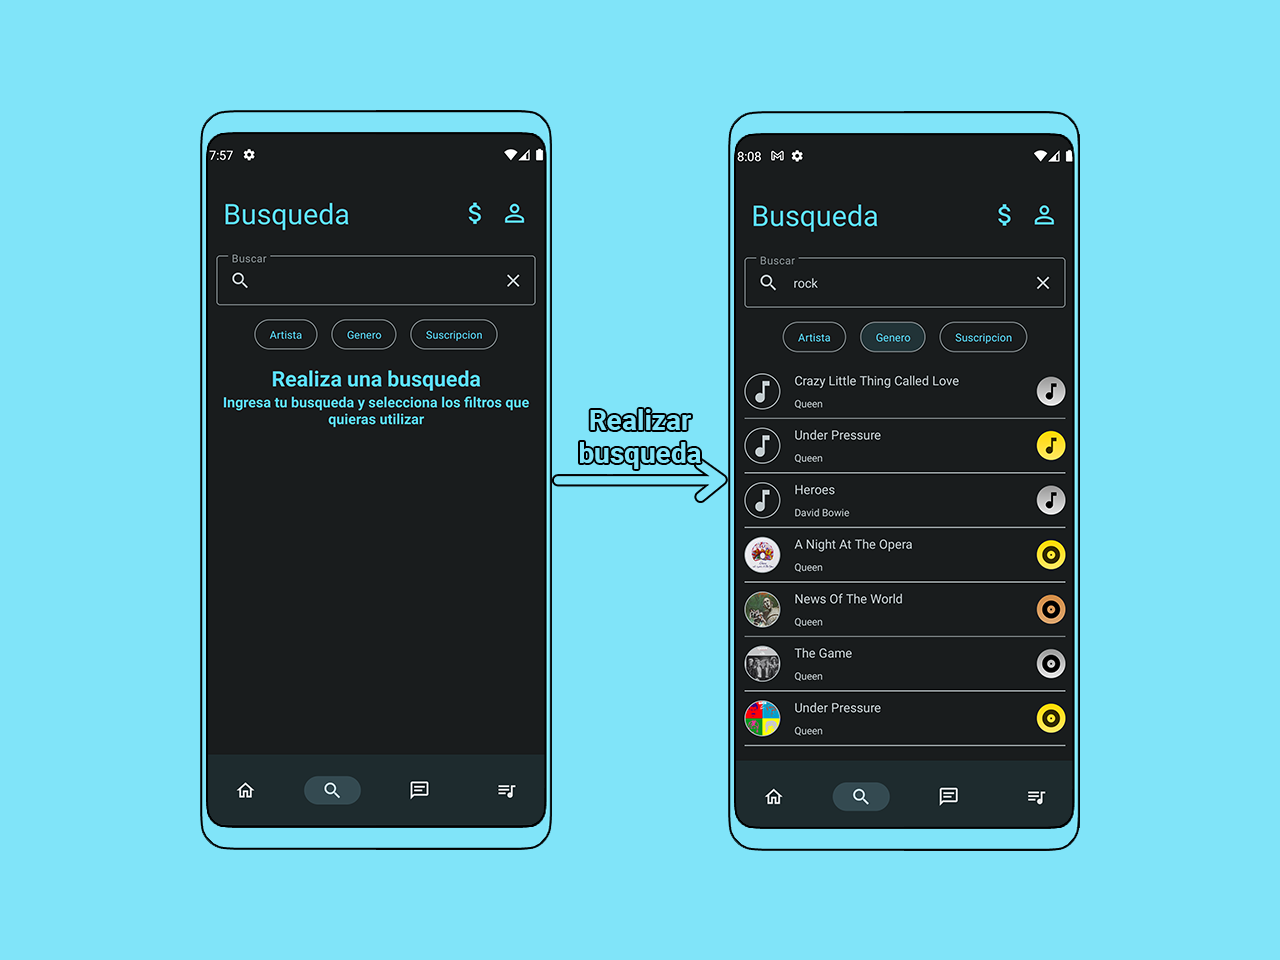 7:57
Busqueda
Buscar
Artista
Genero
Suscripcion
Realiza una busqueda
Ingresa tu busqueda y selecciona los filtros que
quieras utilizar
Realizar
busqueda
8:08
Busqueda
Buscar
rock
Artista
Genero
Suscripcion
Crazy Little Thing Called Love
Queen
Under Pressure
Queen
Heroes
David Bowie
A Night At The Opera
Queen
News Of The World
Queen
The Game
Queen
Under Pressure
Queen